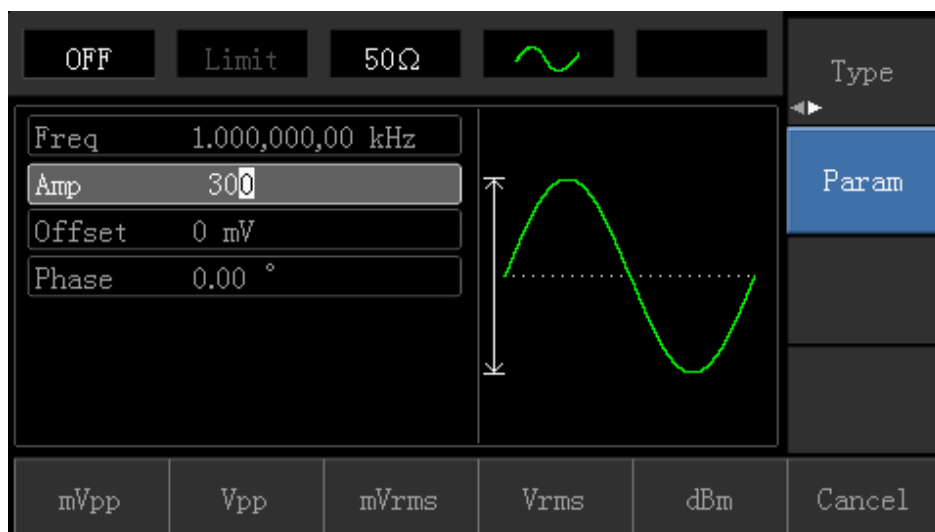 OFF Limit 50Ω
Type
Freq 1.000,000,00 kHz
Amp 300
Param
Offset 0 mV
Phase 0.00 °
mVpp Vpp mVrms Vrms dBm Cancel